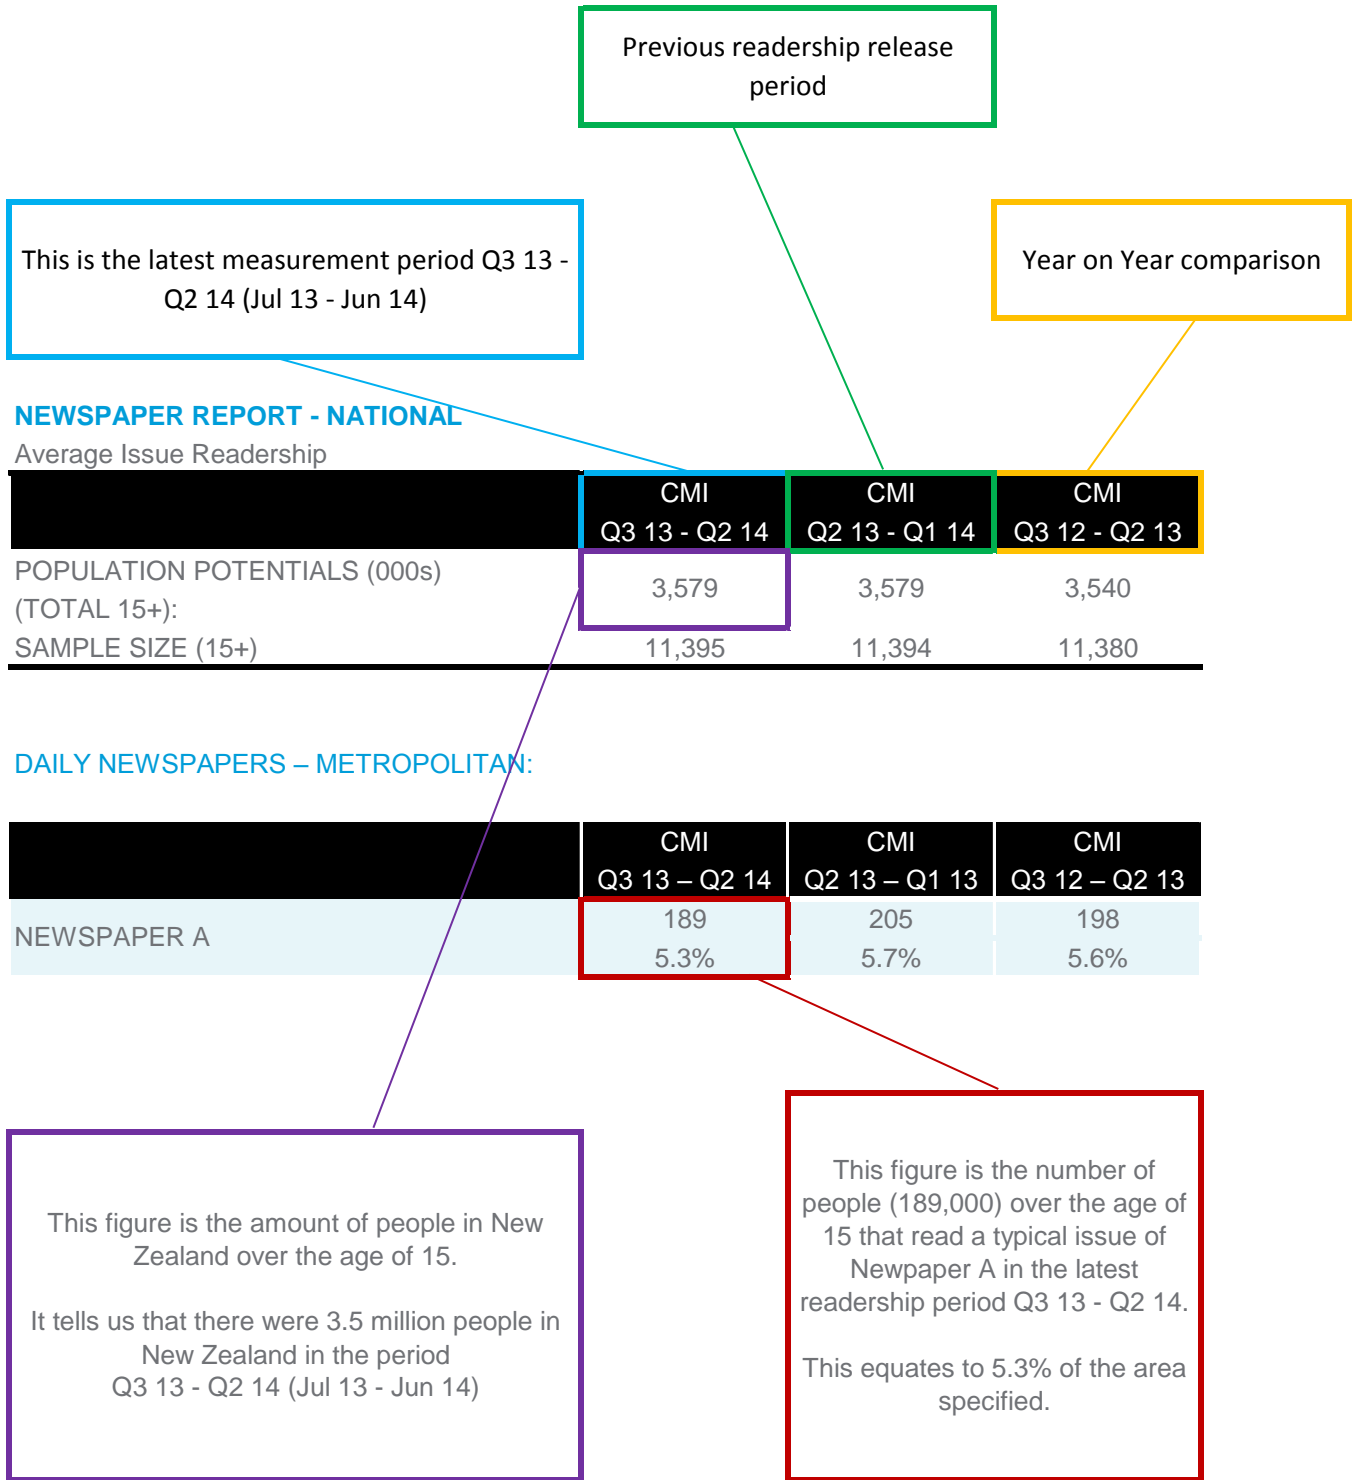 Previous readership release
period
This is the latest measurement period Q3 13 -
Q2 14 (Jul 13 - Jun 14)
Year on Year comparison
NEWSPAPER REPORT - NATIONAL
Average Issue Readership
CMI CMI CMI
Q3 13 - Q2 14 Q2 13 - Q1 14 Q3 12 - Q2 13
POPULATION POTENTIALS (000s)
(TOTAL 15+):
3,579 3,579 3,540
SAMPLE SIZE (15+) 11,395 11,394 11,380
DAILY NEWSPAPERS – METROPOLITAN:
CMI CMI CMI
Q3 13 – Q2 14 Q2 13 – Q1 13 Q3 12 – Q2 13
NEWSPAPER A
189 205 198
5.3% 5.7% 5.6%
This figure is the amount of people in New
Zealand over the age of 15.
It tells us that there were 3.5 million people in
New Zealand in the period
Q3 13 - Q2 14 (Jul 13 - Jun 14)
This figure is the number of
people (189,000) over the age of
15 that read a typical issue of
Newpaper A in the latest
readership period Q3 13 - Q2 14.
This equates to 5.3% of the area
specified.